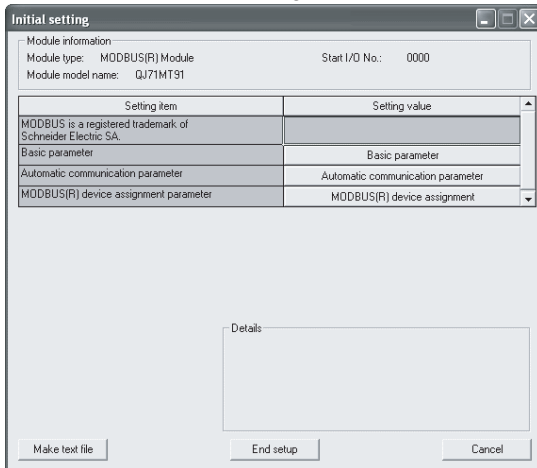 Initial setting
Module information
Module type: MODBUS(R) Module Start I/O No.: 0000
Module model name: QJ71MT91
Setting item Setting value
MODBUS is a registered trademark of
Schneider Electric SA.
Basic parameter Basic parameter
Automatic communication parameter Automatic communication parameter
MODBUS(R) device assignment parameter MODBUS(R) device assignment
Details
Make text file End setup Cancel